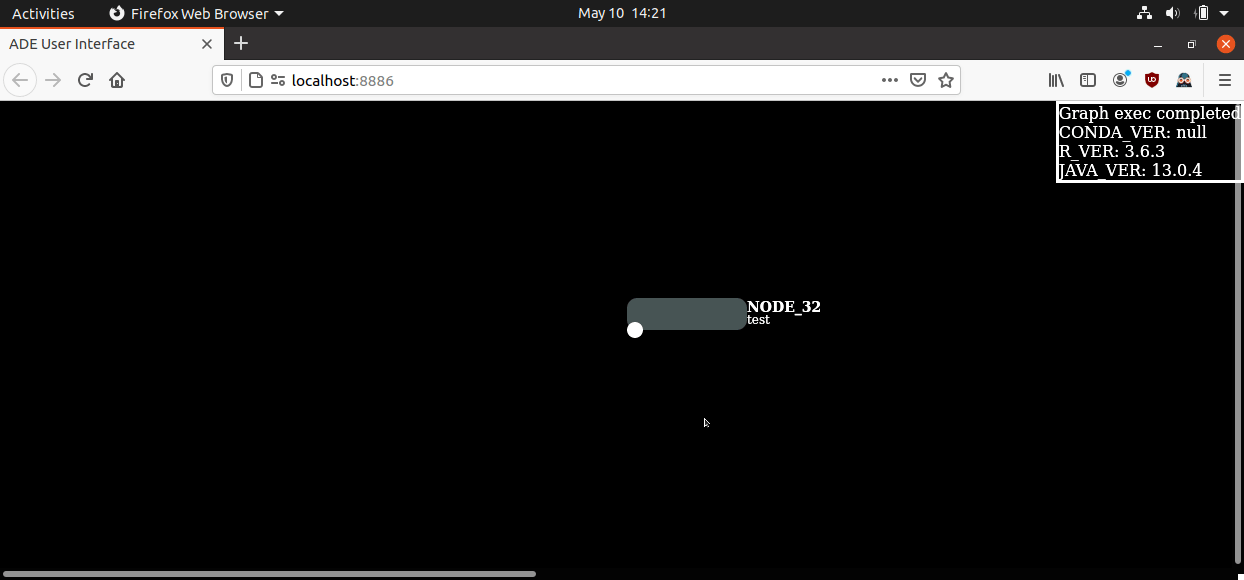 Activities Firefox Web Browser May 10 14:21
ADE User Interface
localhost:8886
Graph exec completed
CONDA_VER: null
R_VER: 3.6.3
JAVA_VER: 13.0.4
NODE_32
test